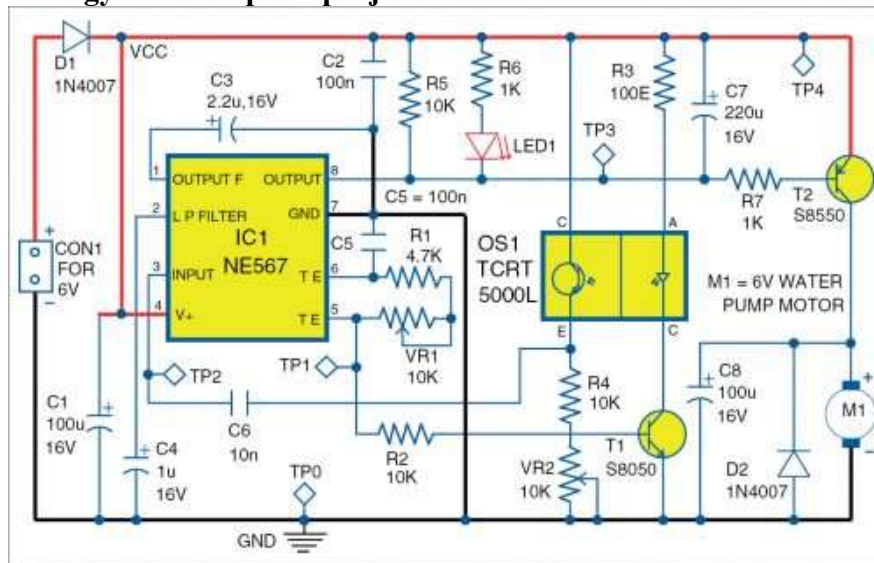 D1
1N4007
VCC
C2
100n
C3
2.2u,16V
R5
10K
R6
1K
LED1
R3
100E
C7
220u
16V
TP4
TP3
1
OUTPUT F
OUTPUT
8
2
L P FILTER
GND
7
C5 = 100n
IC1
NE567
3
INPUT
T E
6
4
V+
T E
5
C5
R1
4.7K
VR1
10K
CON1
FOR
6V
+
−
R7
1K
T2
S8550
OS1
TCRT
5000L
C
A
E
C
M1 = 6V WATER
PUMP MOTOR
TP2
TP1
C1
100u
16V
C4
1u
16V
C6
10n
R2
10K
R4
10K
VR2
10K
T1
S8050
C8
100u
16V
D2
1N4007
+
M1
−
TP0
GND